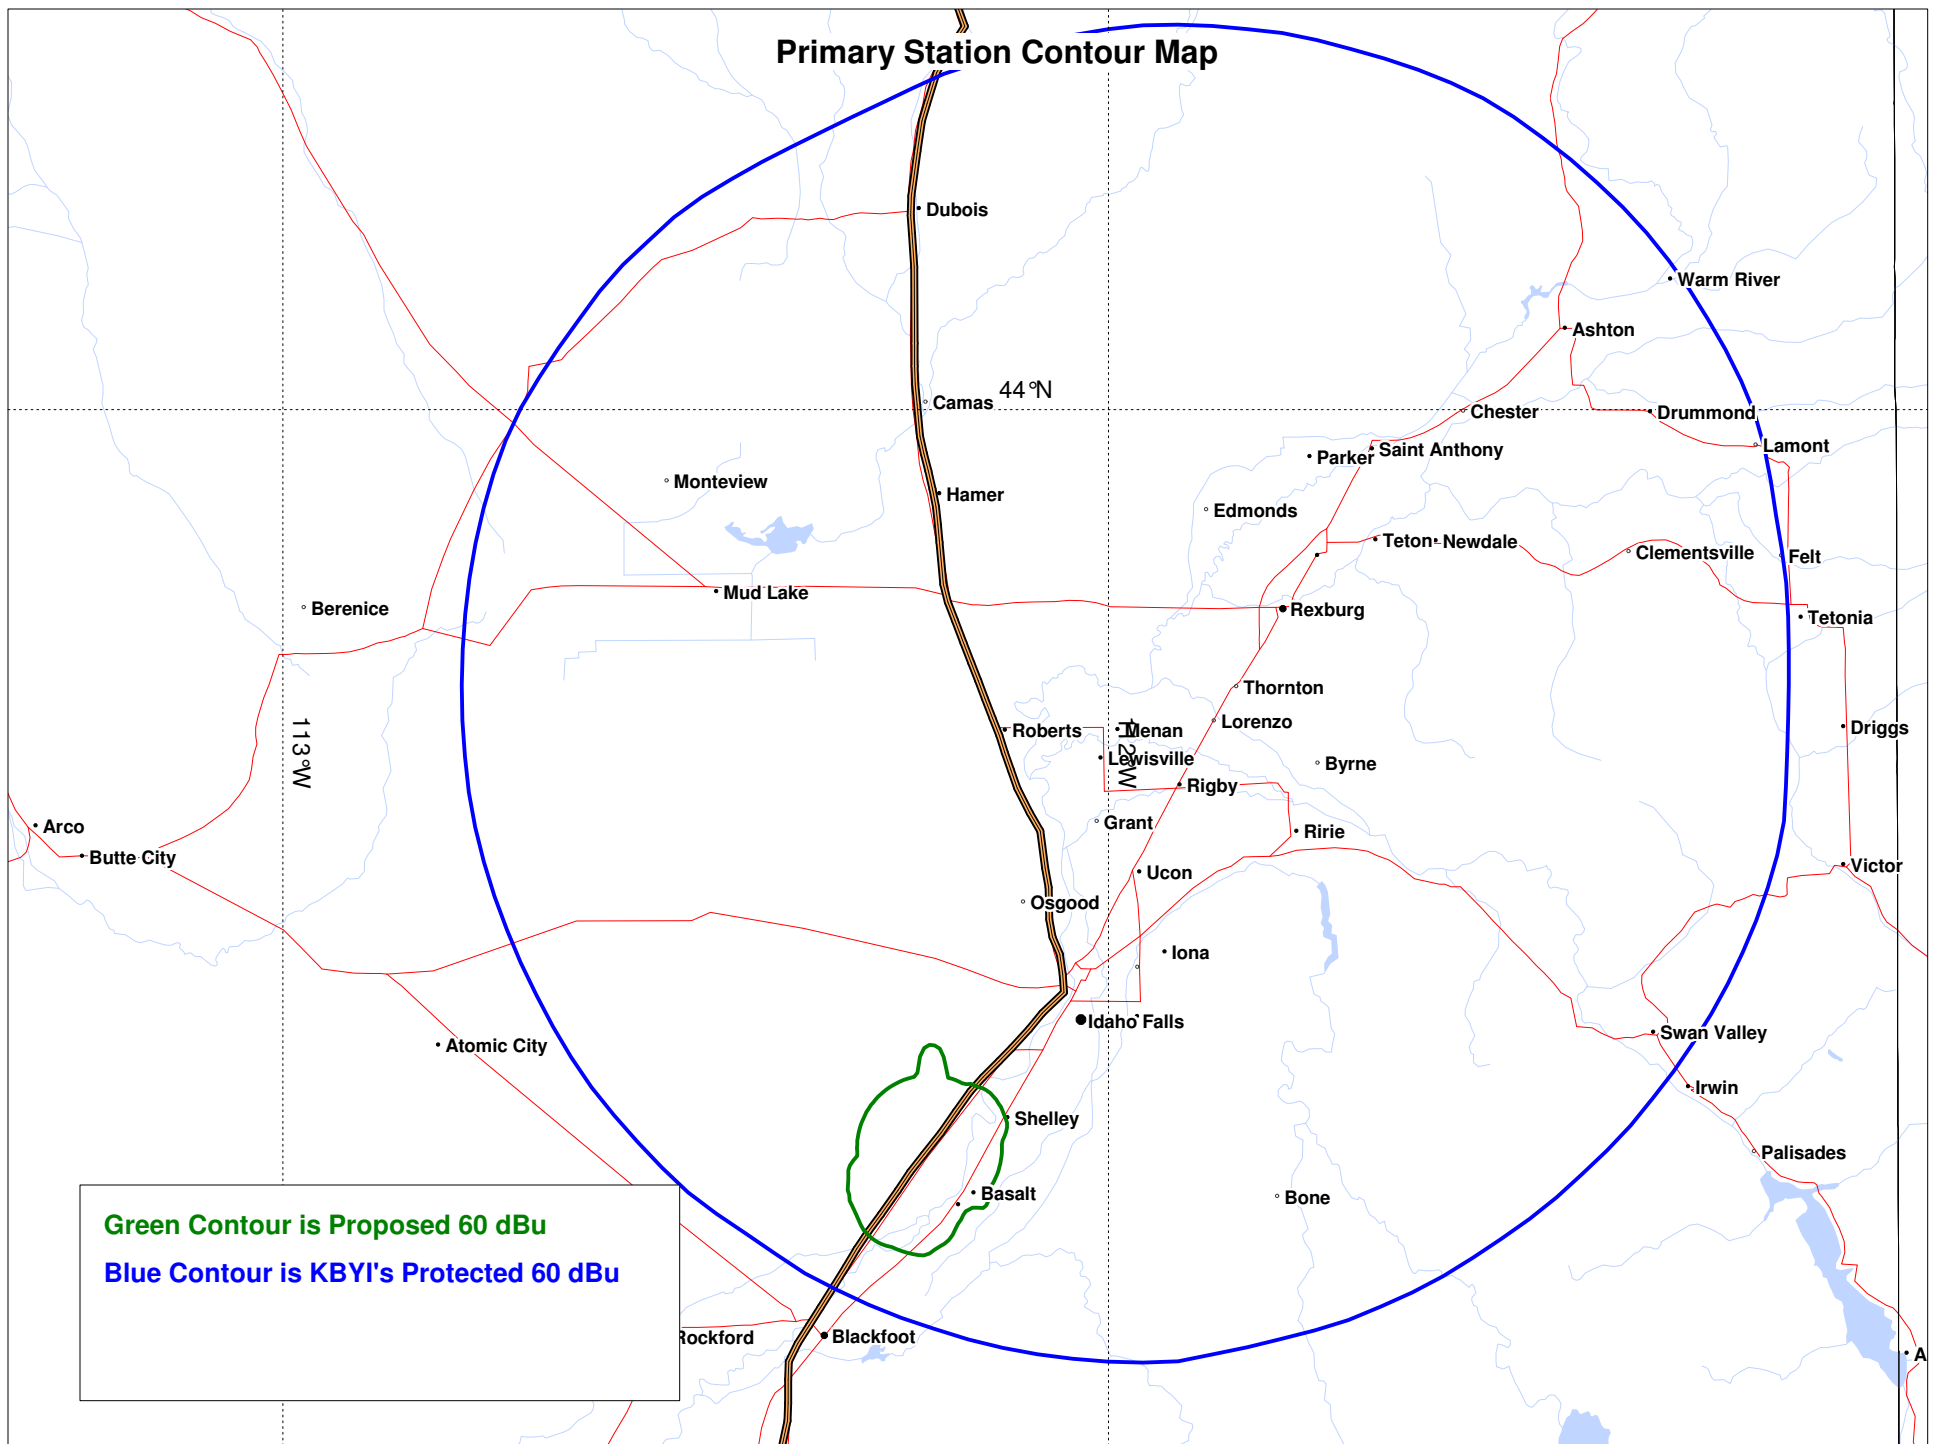 Primary Station Contour Map
Dubois
Warm River
Ashton
44°N
Camas
Chester
Drummond
Lamont
Saint Anthony
Parker
Monteview
Hamer
Edmonds
Teton
Newdale
Clementsville
Felt
Mud Lake
Berenice
Rexburg
Tetonia
Thornton
Lorenzo
113°W
Roberts
Menan
112°W
Driggs
Lewisville
Byrne
Rigby
Grant
Ririe
Arco
Butte City
Ucon
Victor
Osgood
Iona
Idaho Falls
Swan Valley
Atomic City
Irwin
Shelley
Palisades
Basalt
Bone
Green Contour is Proposed 60 dBu
Blue Contour is KBYI's Protected 60 dBu
Rockford
Blackfoot
A